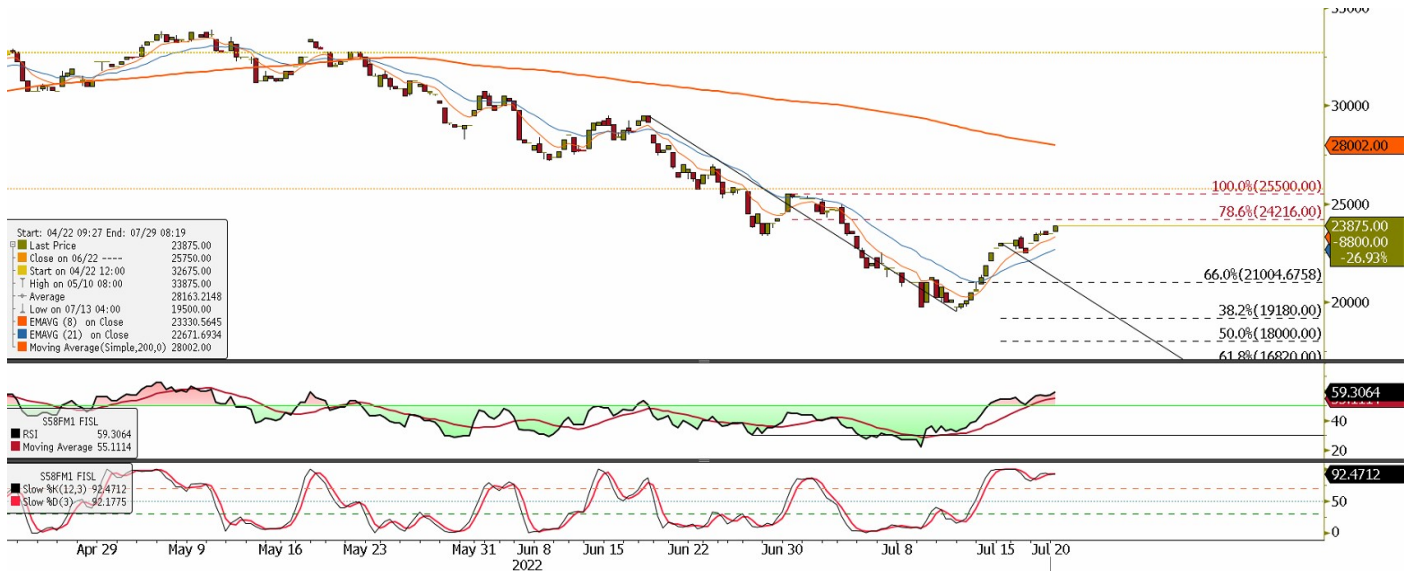 35000
30000
28002.00
100.0%(25500.00)
25000
78.6%(24216.00)
23875.00
-8800.00
-26.93%
66.0%(21004.6758)
20000
38.2%(19180.00)
50.0%(18000.00)
61.8%(16820.00)
Start: 04/22 09:27 End: 07/29 08:19
Last Price 23875.00
Close on 06/22 ---- 25750.00
Start on 04/22 12:00 32675.00
High on 05/10 08:00 33875.00
Average 28163.2148
Low on 07/13 04:00 19500.00
EMAVG (8) on Close 23330.5645
EMAVG (21) on Close 22671.6934
Moving Average(Simple,200,0) 28002.00
59.3064
55.1114
40
20
S58FM1 FISL
RSI 59.3064
Moving Average 55.1114
92.4712
50
0
S58FM1 FISL
Slow %K(12,3) 92.4712
Slow %D(3) 92.1775
Apr 29 May 9 May 16 May 23 May 31 Jun 8 Jun 15 Jun 22 Jun 30 Jul 8 Jul 15 Jul 20
2022